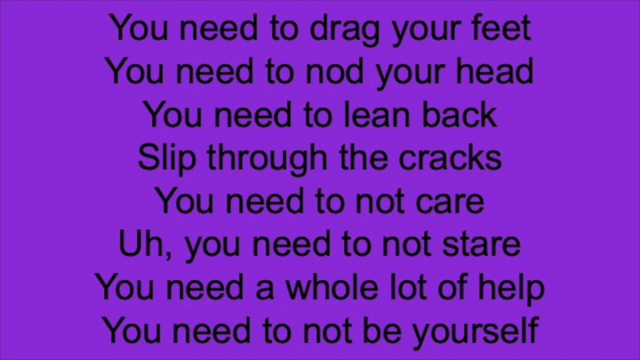 You need to drag your feet
You need to nod your head
You need to lean back
Slip through the cracks
You need to not care
Uh, you need to not stare
You need a whole lot of help
You need to not be yourself